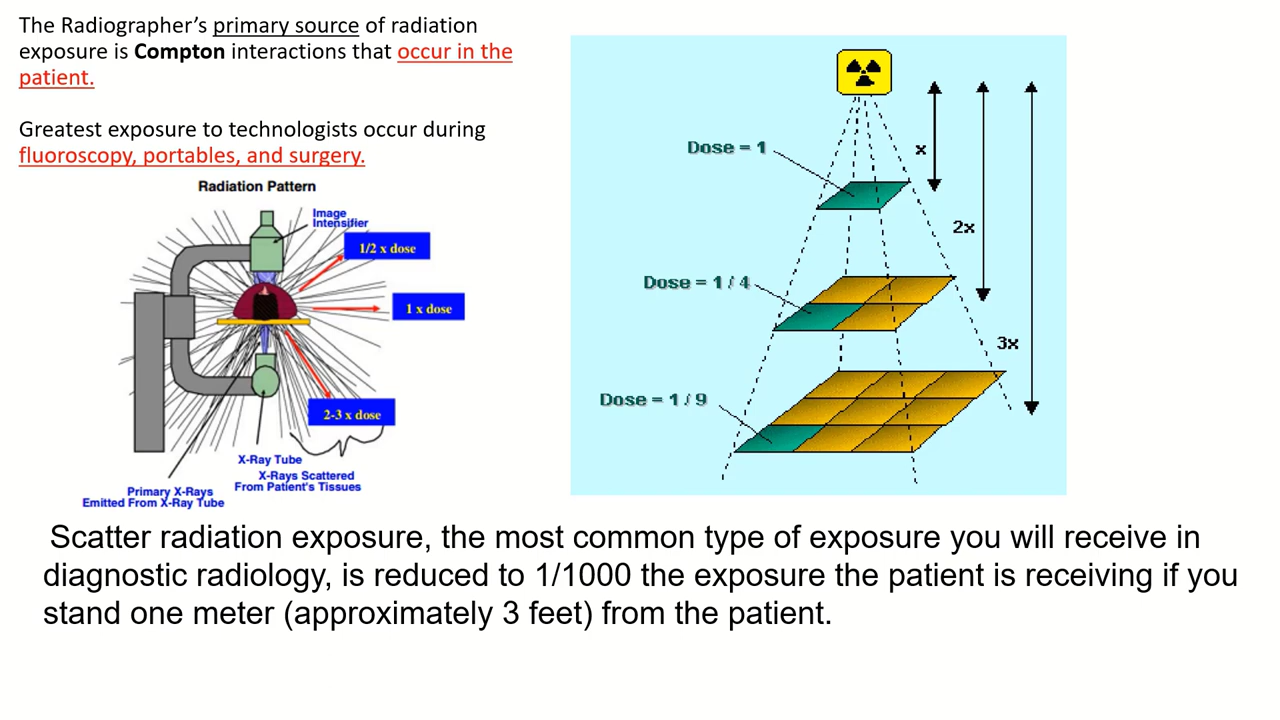 The Radiographer’s primary source of radiation
exposure is Compton interactions that occur in the
patient.
Greatest exposure to technologists occur during
fluoroscopy, portables, and surgery.
Radiation Pattern
Image
Intensifier
1/2 x dose
1 x dose
2-3 x dose
X-Ray Tube
X-Rays Scattered
From Patient's Tissues
Primary X-Rays
Emitted From X-Ray Tube
Dose = 1
x
2x
Dose = 1 / 4
3x
Dose = 1 / 9
Scatter radiation exposure, the most common type of exposure you will receive in
diagnostic radiology, is reduced to 1/1000 the exposure the patient is receiving if you
stand one meter (approximately 3 feet) from the patient.